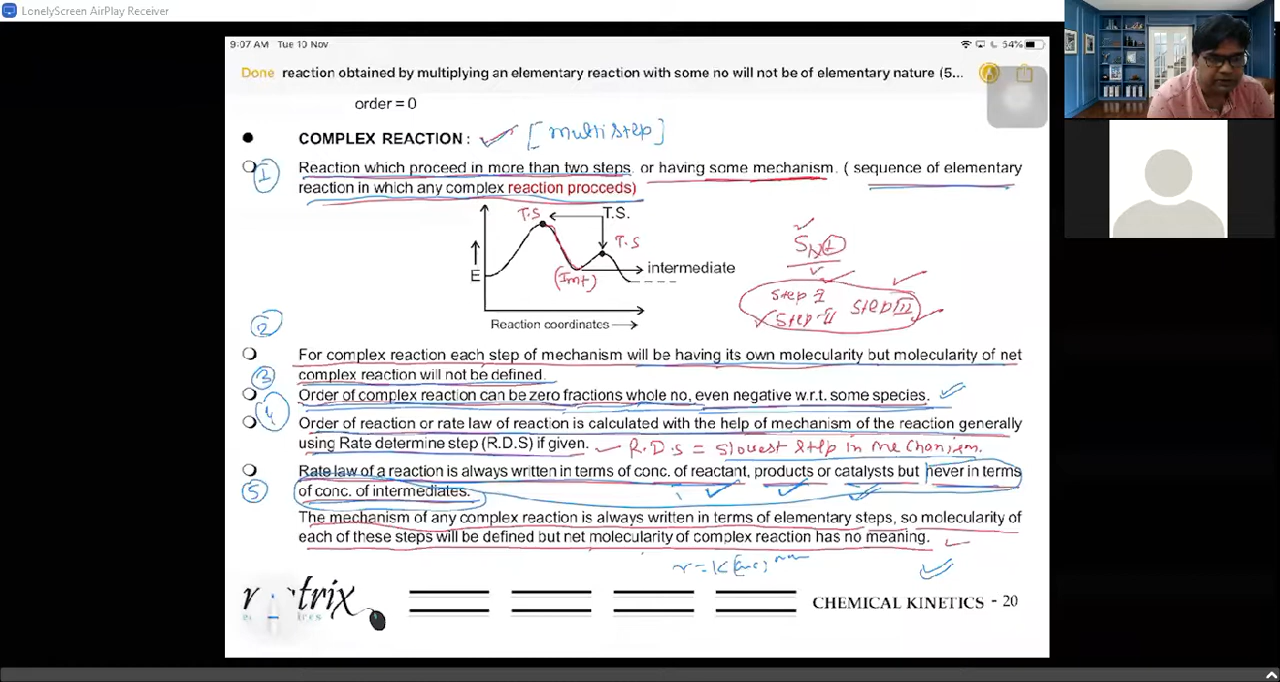 LonelyScreen AirPlay Receiver
9:07 AM Tue 10 Nov 54%
Done reaction obtained by multiplying an elementary reaction with some no will not be of elementary nature (5...
order = 0
COMPLEX REACTION : [multistep]
1 Reaction which proceed in more than two steps. or having some mechanism. ( sequence of elementary
reaction in which any complex reaction procceds)
T.S T.S.
T.S
E
intermediate
(Imt)
Reaction coordinates
SN1
Step I
Step II Step III
2
For complex reaction each step of mechanism will be having its own molecularity but molecularity of net
complex reaction will not be defined.
3
Order of complex reaction can be zero fractions whole no, even negative w.r.t. some species.
4
Order of reaction or rate law of reaction is calculated with the help of mechanism of the reaction generally
using Rate determine step (R.D.S) if given. R.D.S = Slowest step in mechanism.
Rate law of a reaction is always written in terms of conc. of reactant, products or catalysts but never in terms
5 of conc. of intermediates.
The mechanism of any complex reaction is always written in terms of elementary steps, so molecularity of
each of these steps will be defined but net molecularity of complex reaction has no meaning.
CHEMICAL KINETICS - 20